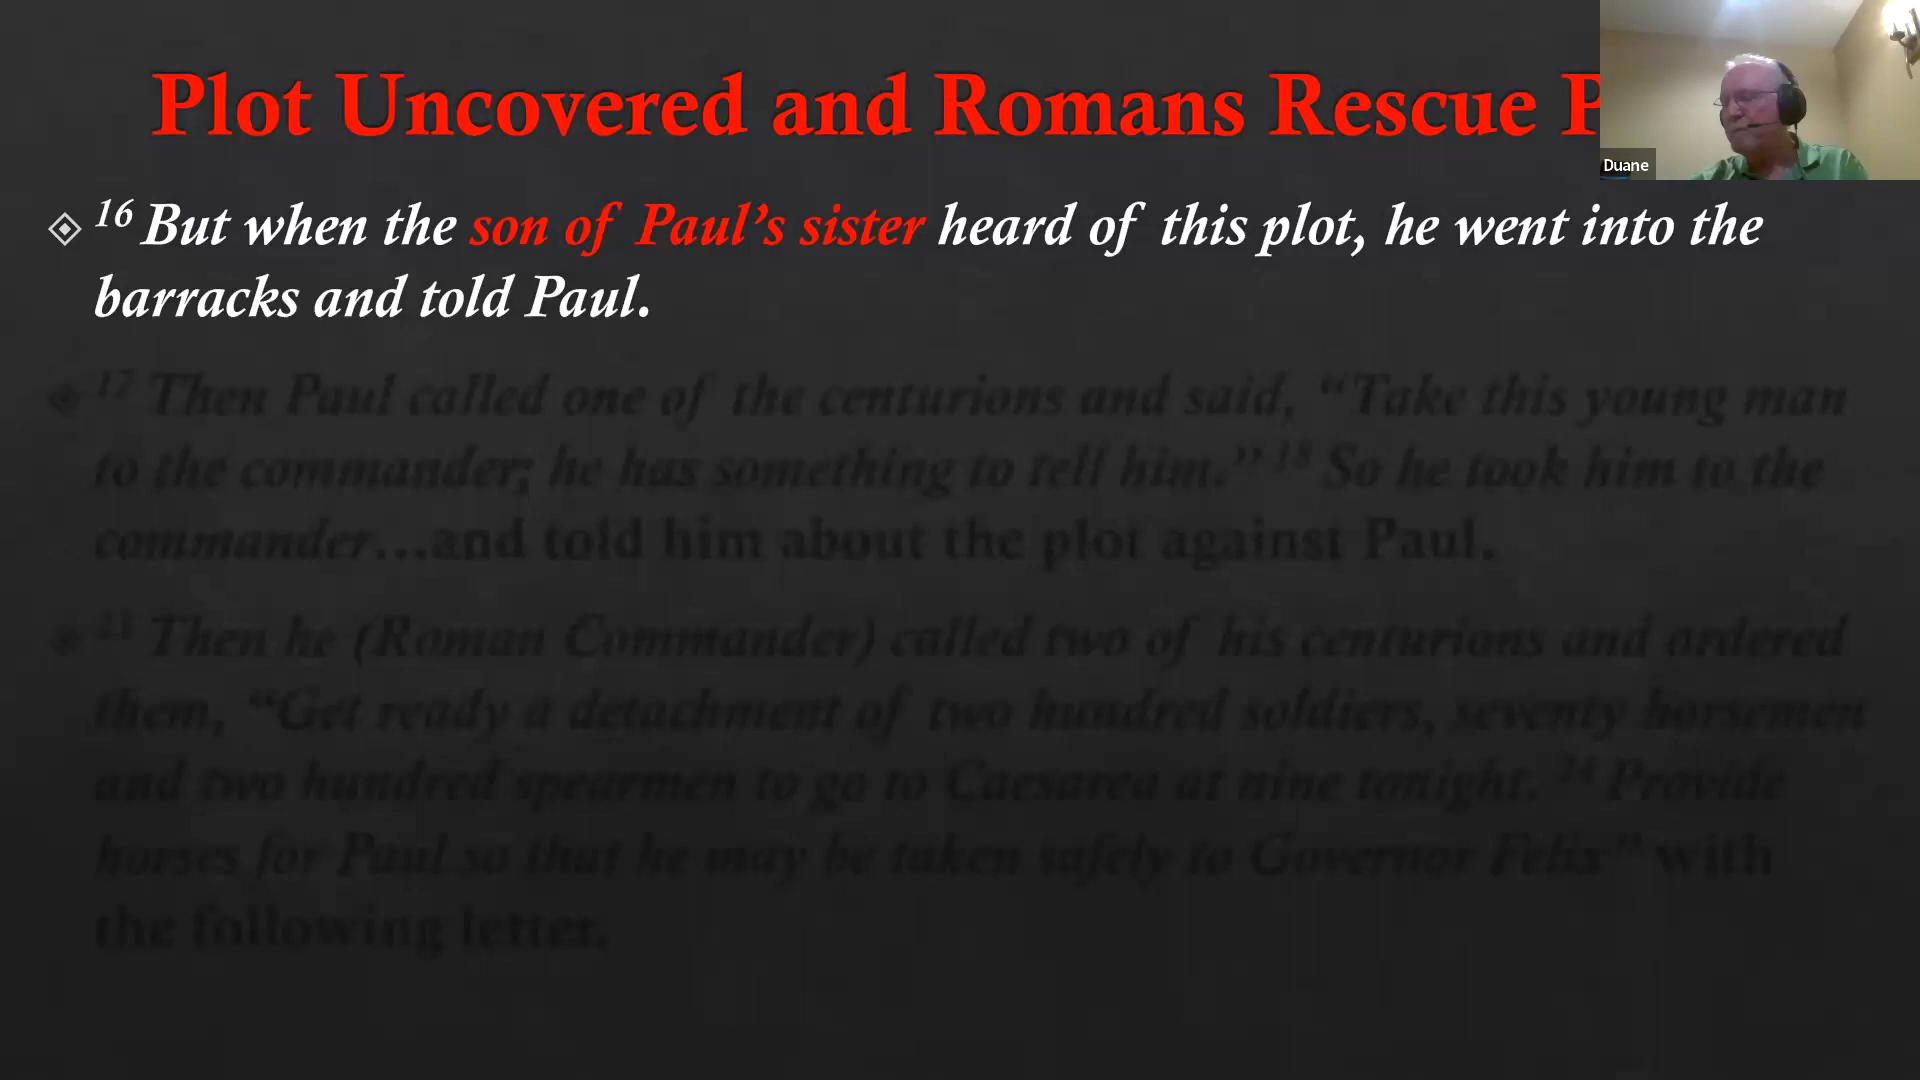 Plot Uncovered and Romans Rescue P
Duane
16 But when the son of Paul’s sister heard of this plot, he went into the
barracks and told Paul.
17 Then Paul called one of the centurions and said, “Take this young man
to the commander; he has something to tell him.” 18 So he took him to the
commander...and told him about the plot against Paul.
23 Then he (Roman Commander) called two of his centurions and ordered
them, “Get ready a detachment of two hundred soldiers, seventy horsemen
and two hundred spearmen to go to Caesarea at nine tonight. 24 Provide
horses for Paul so that he may be taken safely to Governor Felix” with
the following letter.